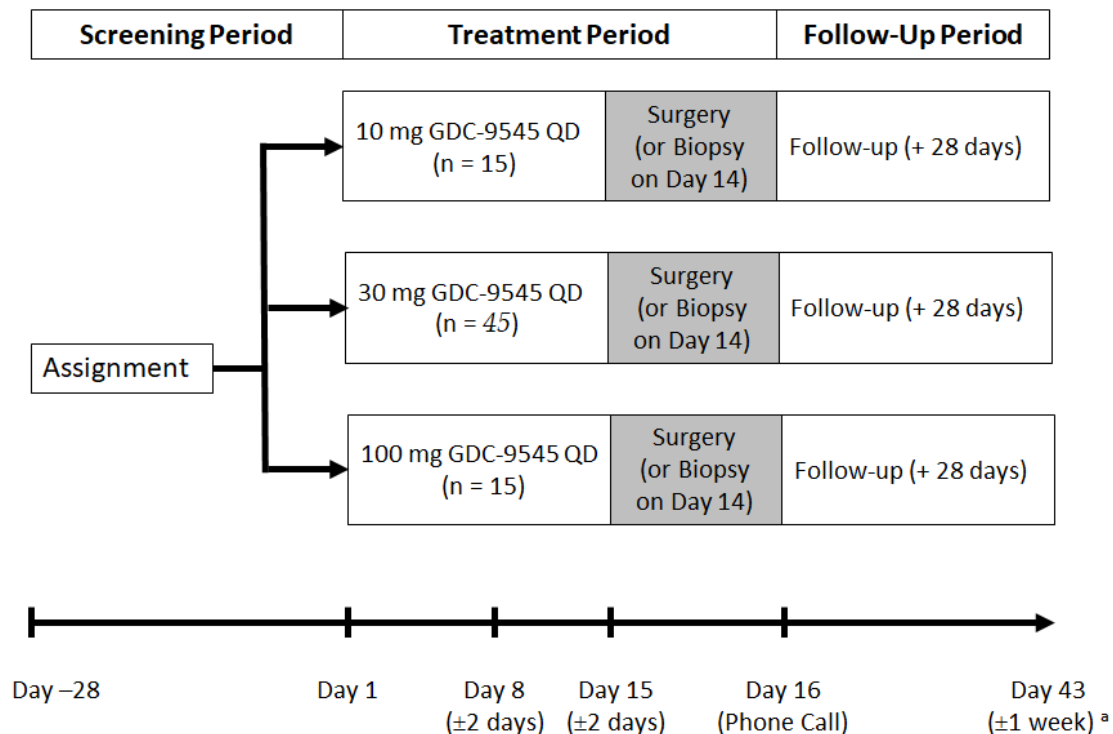 Screening Period
Treatment Period
Follow-Up Period
10 mg GDC-9545 QD
(n = 15)
Surgery
(or Biopsy
on Day 14)
Follow-up (+ 28 days)
30 mg GDC-9545 QD
(n = 45)
Surgery
(or Biopsy
on Day 14)
Follow-up (+ 28 days)
Assignment
100 mg GDC-9545 QD
(n = 15)
Surgery
(or Biopsy
on Day 14)
Follow-up (+ 28 days)
Day –28
Day 1
Day 8
(±2 days)
Day 15
(±2 days)
Day 16
(Phone Call)
Day 43
(±1 week) ª